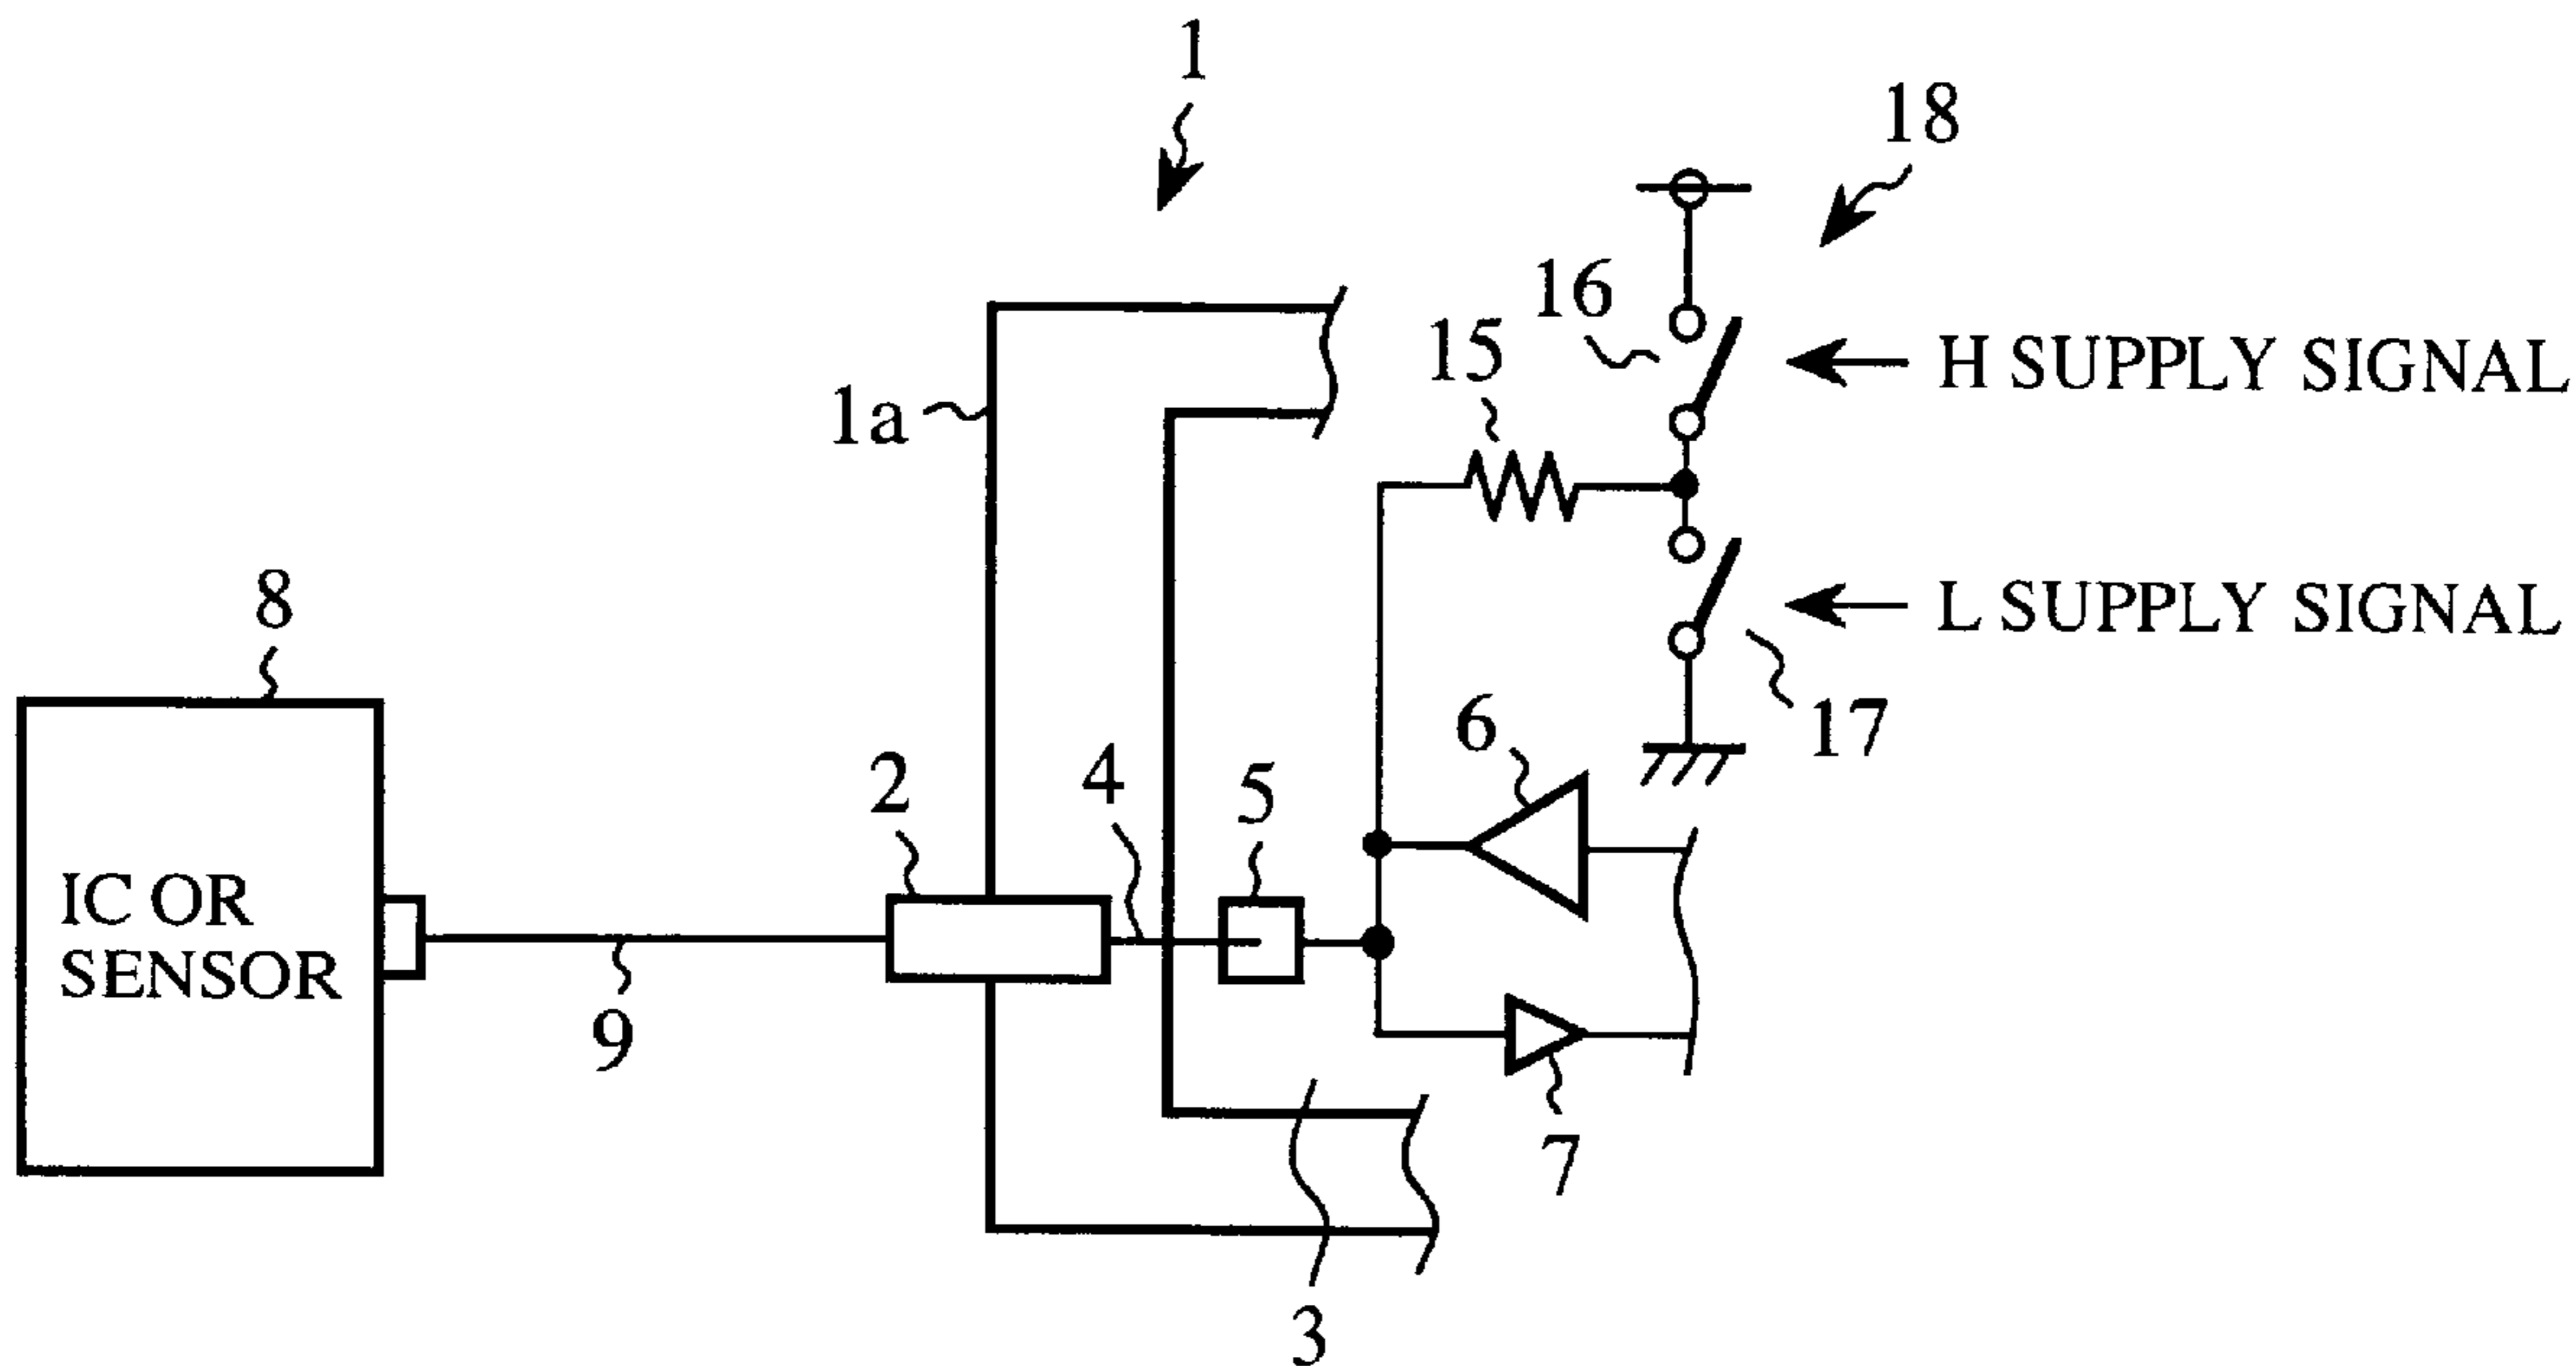 1
18
16
15
H SUPPLY SIGNAL
1a
8
L SUPPLY SIGNAL
17
6
2
4
5
IC OR
SENSOR
9
7
3